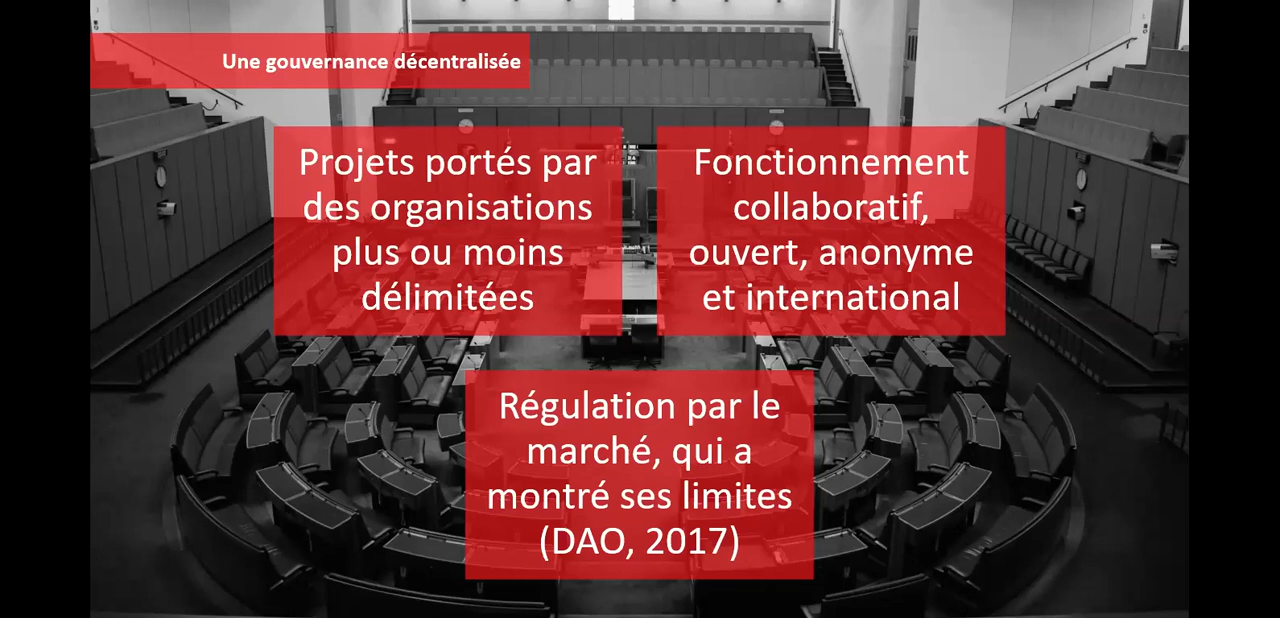 Une gouvernance décentralisée
Projets portés par
des organisations
plus ou moins
délimitées
Fonctionnement
collaboratif,
ouvert, anonyme
et international
Régulation par le
marché, qui a
montré ses limites
(DAO, 2017)